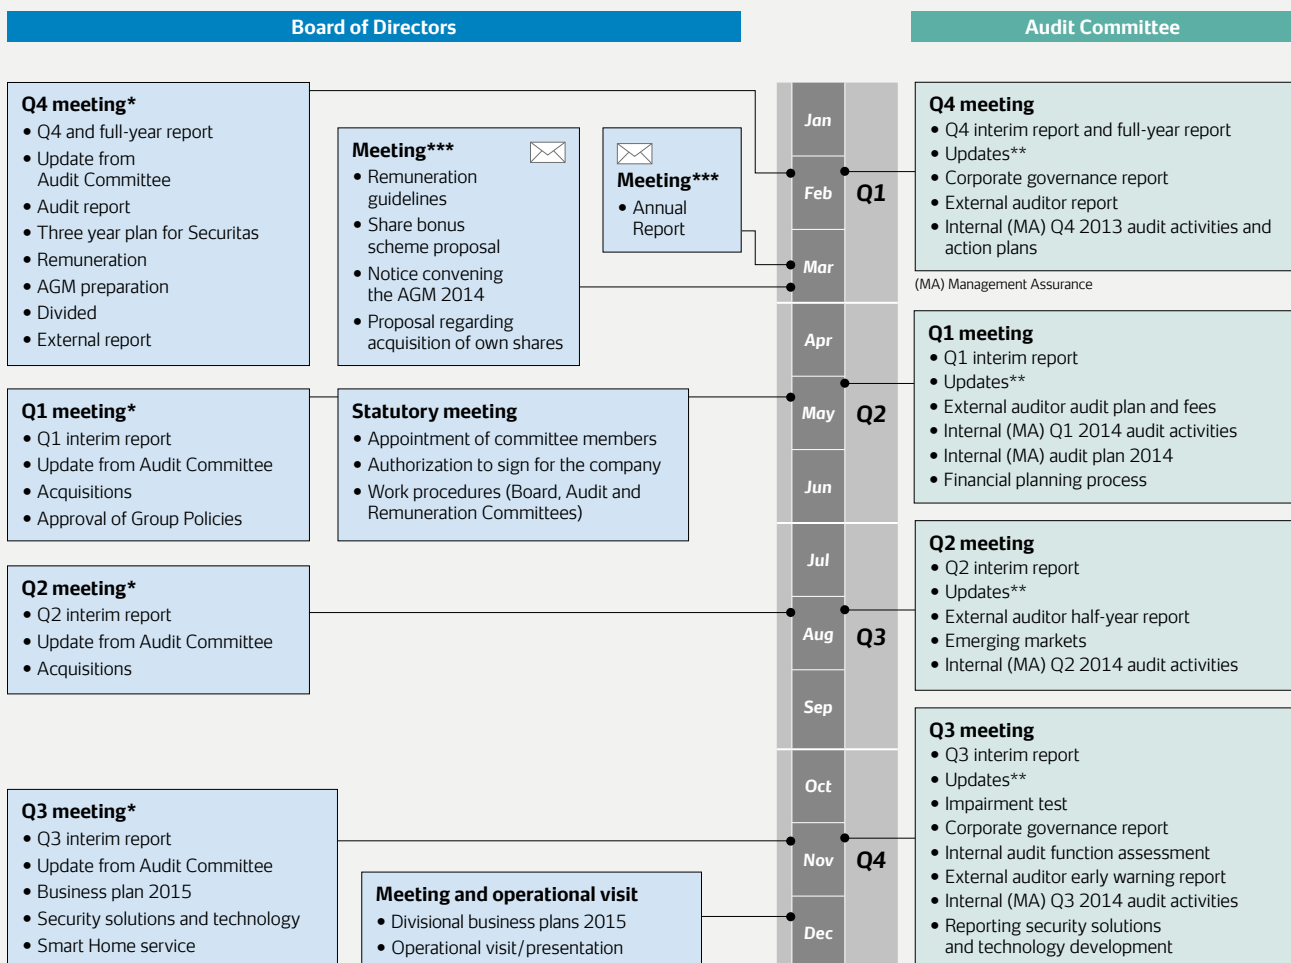 Board of Directors
Q4 meeting*
• Q4 and full-year report
• Update from
Audit Committee
• Audit report
• Three year plan for Securitas
• Remuneration
• AGM preparation
• Divided
• External report
Meeting***
• Remuneration
guidelines
• Share bonus
scheme proposal
• Notice convening
the AGM 2014
• Proposal regarding
acquisition of own shares
Meeting***
• Annual
Report
Q1 meeting*
• Q1 interim report
• Update from Audit Committee
• Acquisitions
• Approval of Group Policies
Statutory meeting
• Appointment of committee members
• Authorization to sign for the company
• Work procedures (Board, Audit and
Remuneration Committees)
Q2 meeting*
• Q2 interim report
• Update from Audit Committee
• Acquisitions
Q3 meeting*
• Q3 interim report
• Update from Audit Committee
• Business plan 2015
• Security solutions and technology
• Smart Home service
Meeting and operational visit
• Divisional business plans 2015
• Operational visit/presentation
Jan
Feb
Mar
Q1
Apr
May
Jun
Q2
Jul
Aug
Sep
Q3
Oct
Nov
Dec
Q4
Audit Committee
Q4 meeting
• Q4 interim report and full-year report
• Updates**
• Corporate governance report
• External auditor report
• Internal (MA) Q4 2013 audit activities and
action plans
(MA) Management Assurance
Q1 meeting
• Q1 interim report
• Updates**
• External auditor audit plan and fees
• Internal (MA) Q1 2014 audit activities
• Internal (MA) audit plan 2014
• Financial planning process
Q2 meeting
• Q2 interim report
• Updates**
• External auditor half-year report
• Emerging markets
• Internal (MA) Q2 2014 audit activities
Q3 meeting
• Q3 interim report
• Updates**
• Impairment test
• Corporate governance report
• Internal audit function assessment
• External auditor early warning report
• Internal (MA) Q3 2014 audit activities
• Reporting security solutions
and technology development